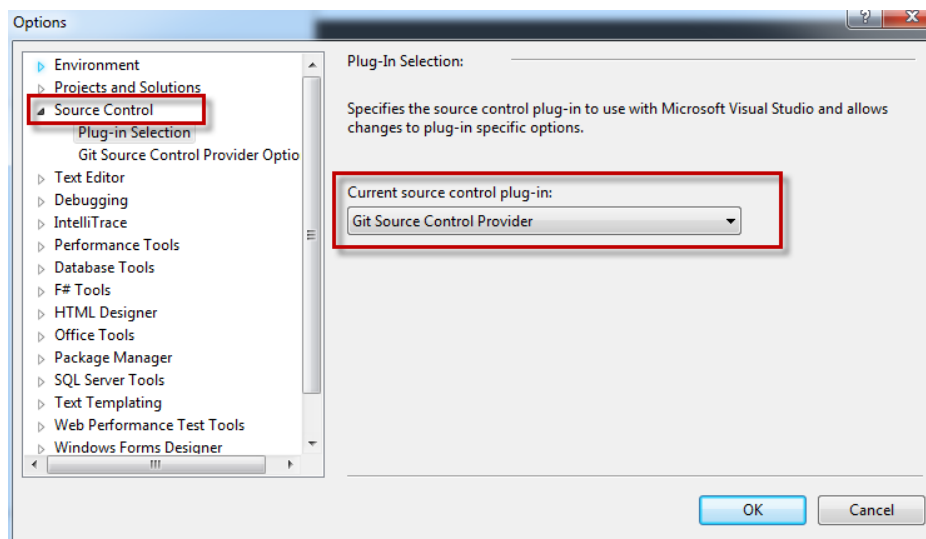 Options
Environment
Projects and Solutions
Source Control
Plug-in Selection
Git Source Control Provider Optio
Text Editor
Debugging
IntelliTrace
Performance Tools
Database Tools
F# Tools
HTML Designer
Office Tools
Package Manager
SQL Server Tools
Text Templating
Web Performance Test Tools
Windows Forms Designer
Plug-In Selection:
Specifies the source control plug-in to use with Microsoft Visual Studio and allows
changes to plug-in specific options.
Current source control plug-in:
Git Source Control Provider
OK
Cancel